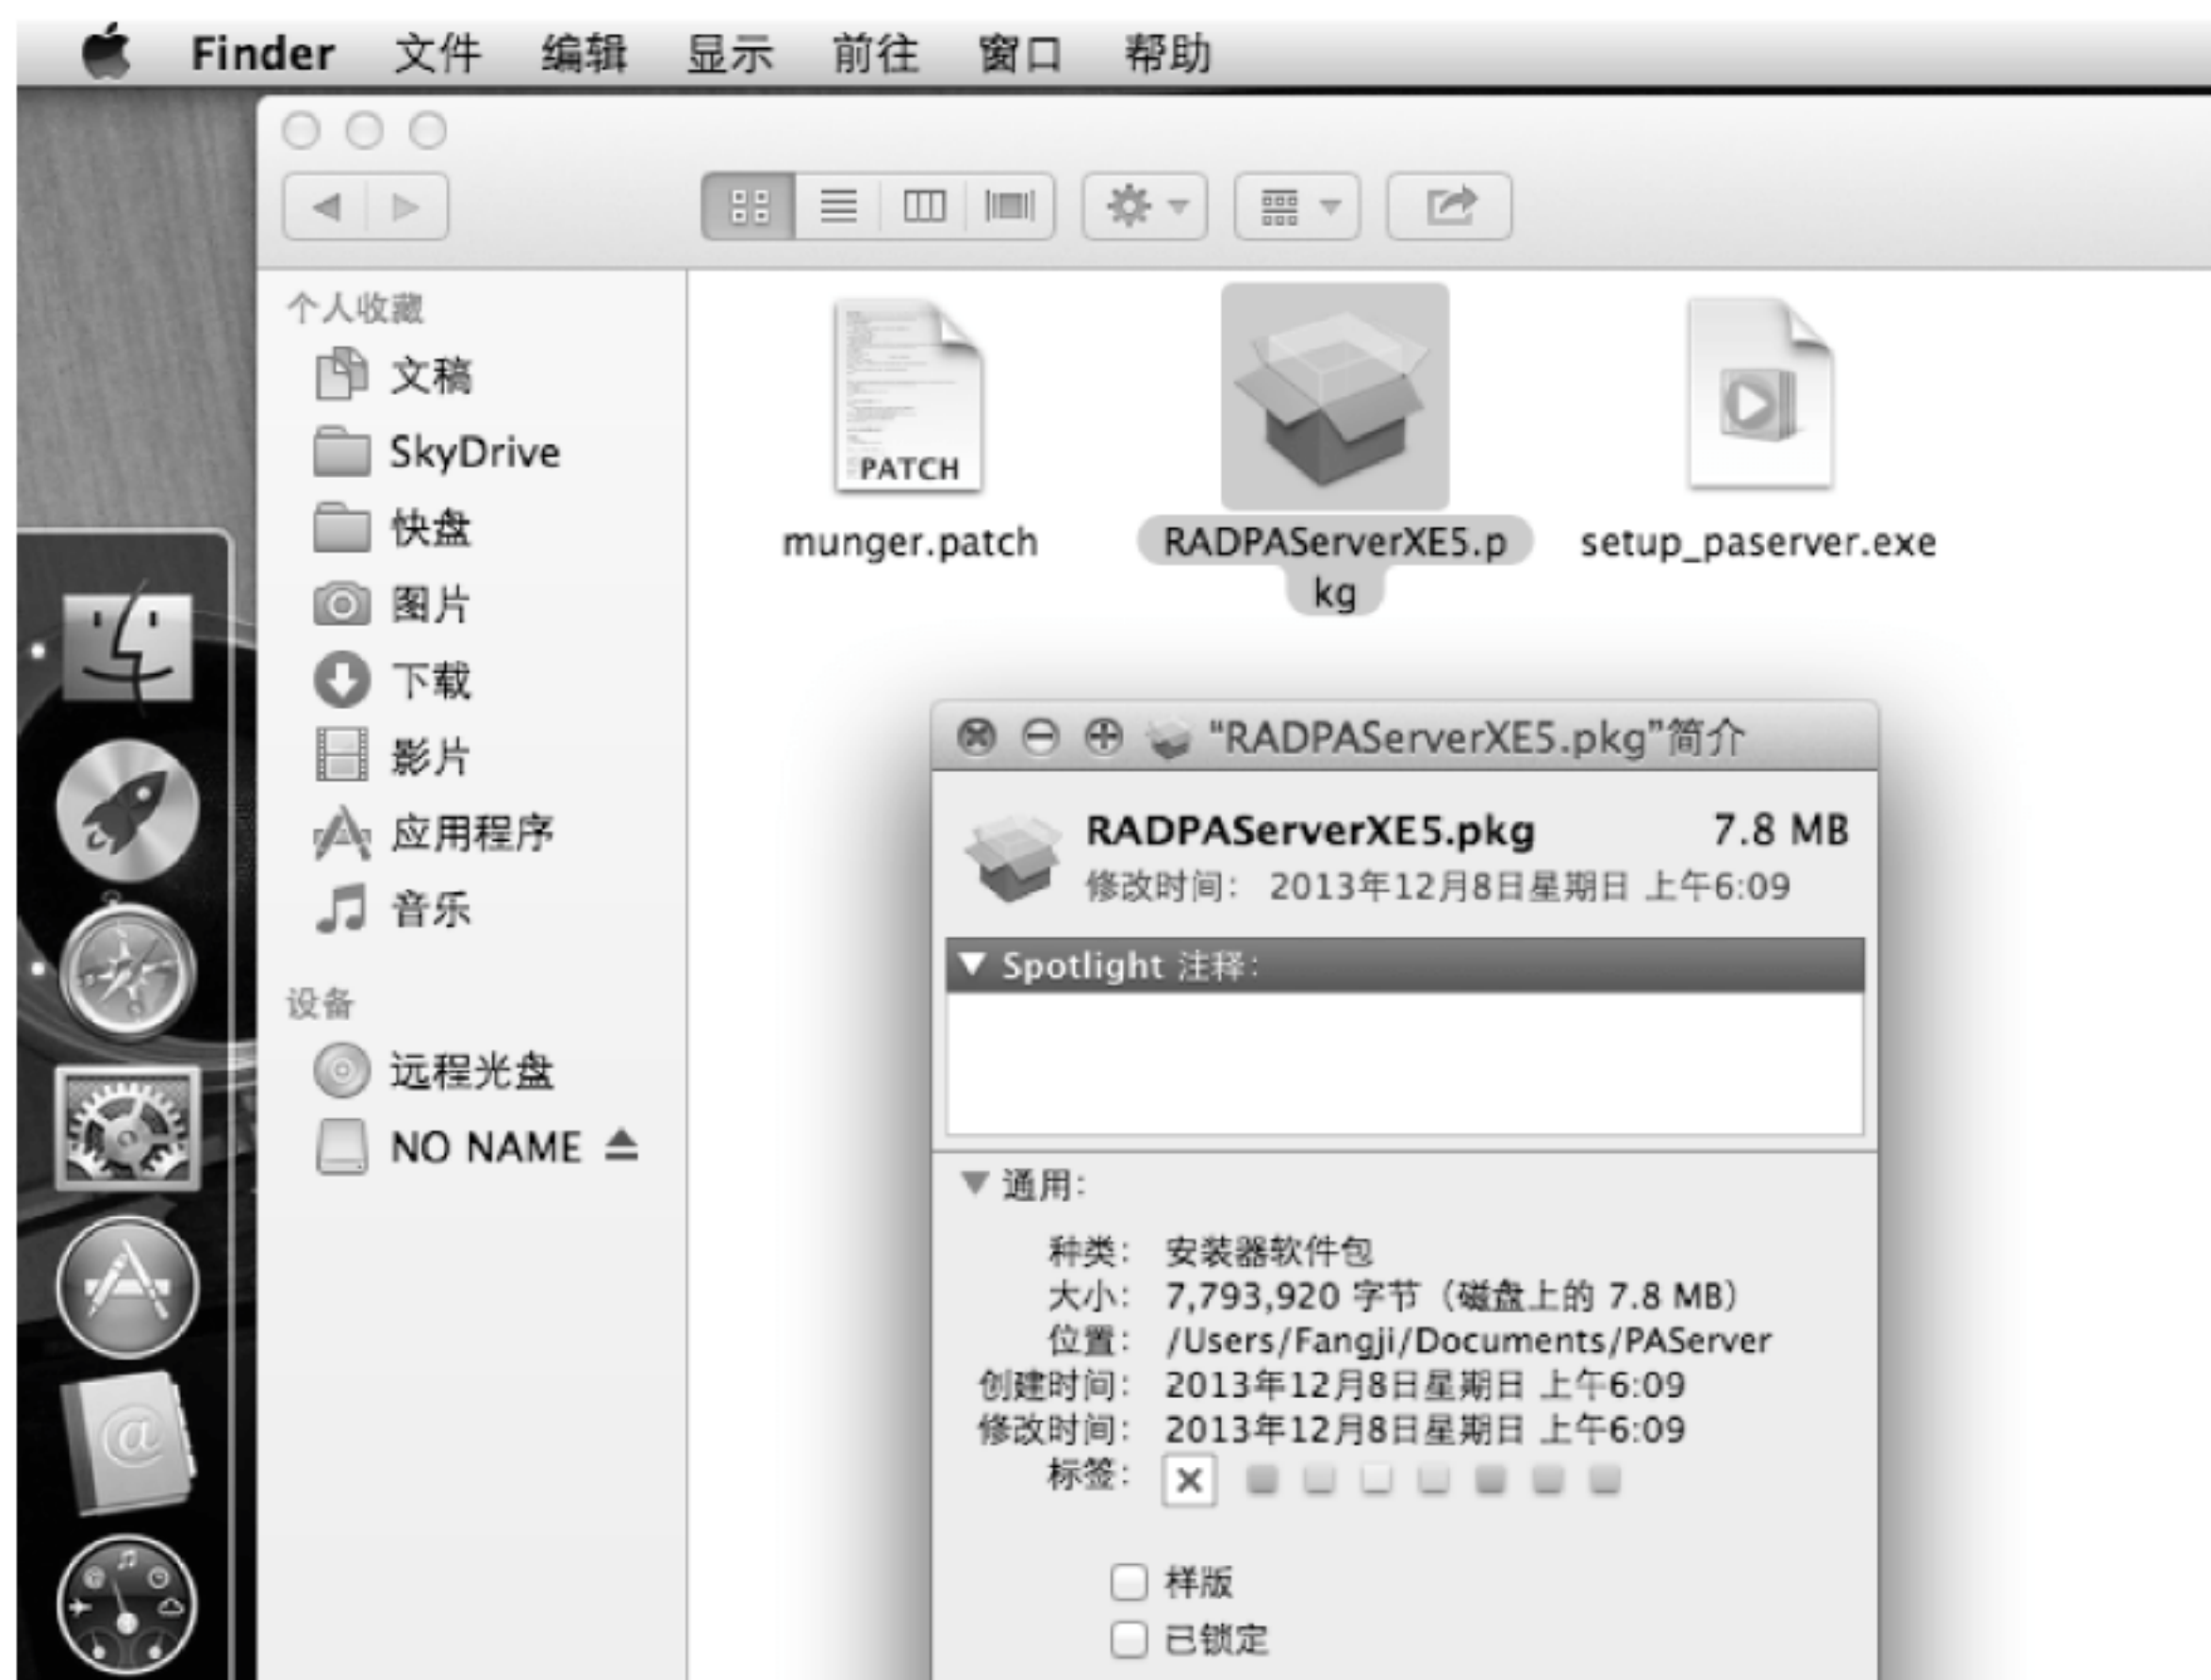 Finder 文件 编辑 显示 前往 窗口 帮助
个人收藏
文稿
SkyDrive
快盘
图片
下载
影片
应用程序
音乐
设备
远程光盘
NO NAME
PATCH
munger.patch
RADPAServerXE5.p
kg
setup_paserver.exe
“RADPAServerXE5.pkg”简介
RADPAServerXE5.pkg 7.8 MB
修改时间： 2013年12月8日星期日 上午6:09
Spotlight 注释：
通用：
种类： 安装器软件包
大小： 7,793,920 字节（磁盘上的 7.8 MB）
位置： /Users/Fangji/Documents/PAServer
创建时间： 2013年12月8日星期日 上午6:09
修改时间： 2013年12月8日星期日 上午6:09
标签：
样版
已锁定